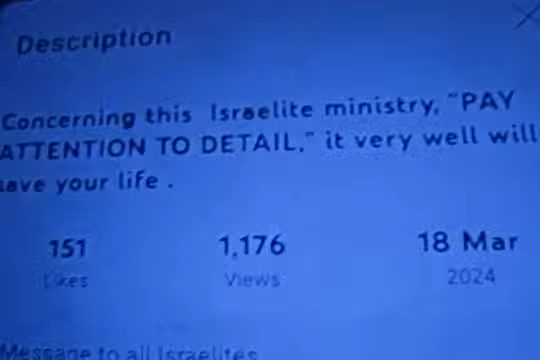 Description
Concerning this Israelite ministry, "PAY
ATTENTION TO DETAIL," it very well will
save your life .
151 1,176 18 Mar
Likes Views 2024
Message to all Israelites